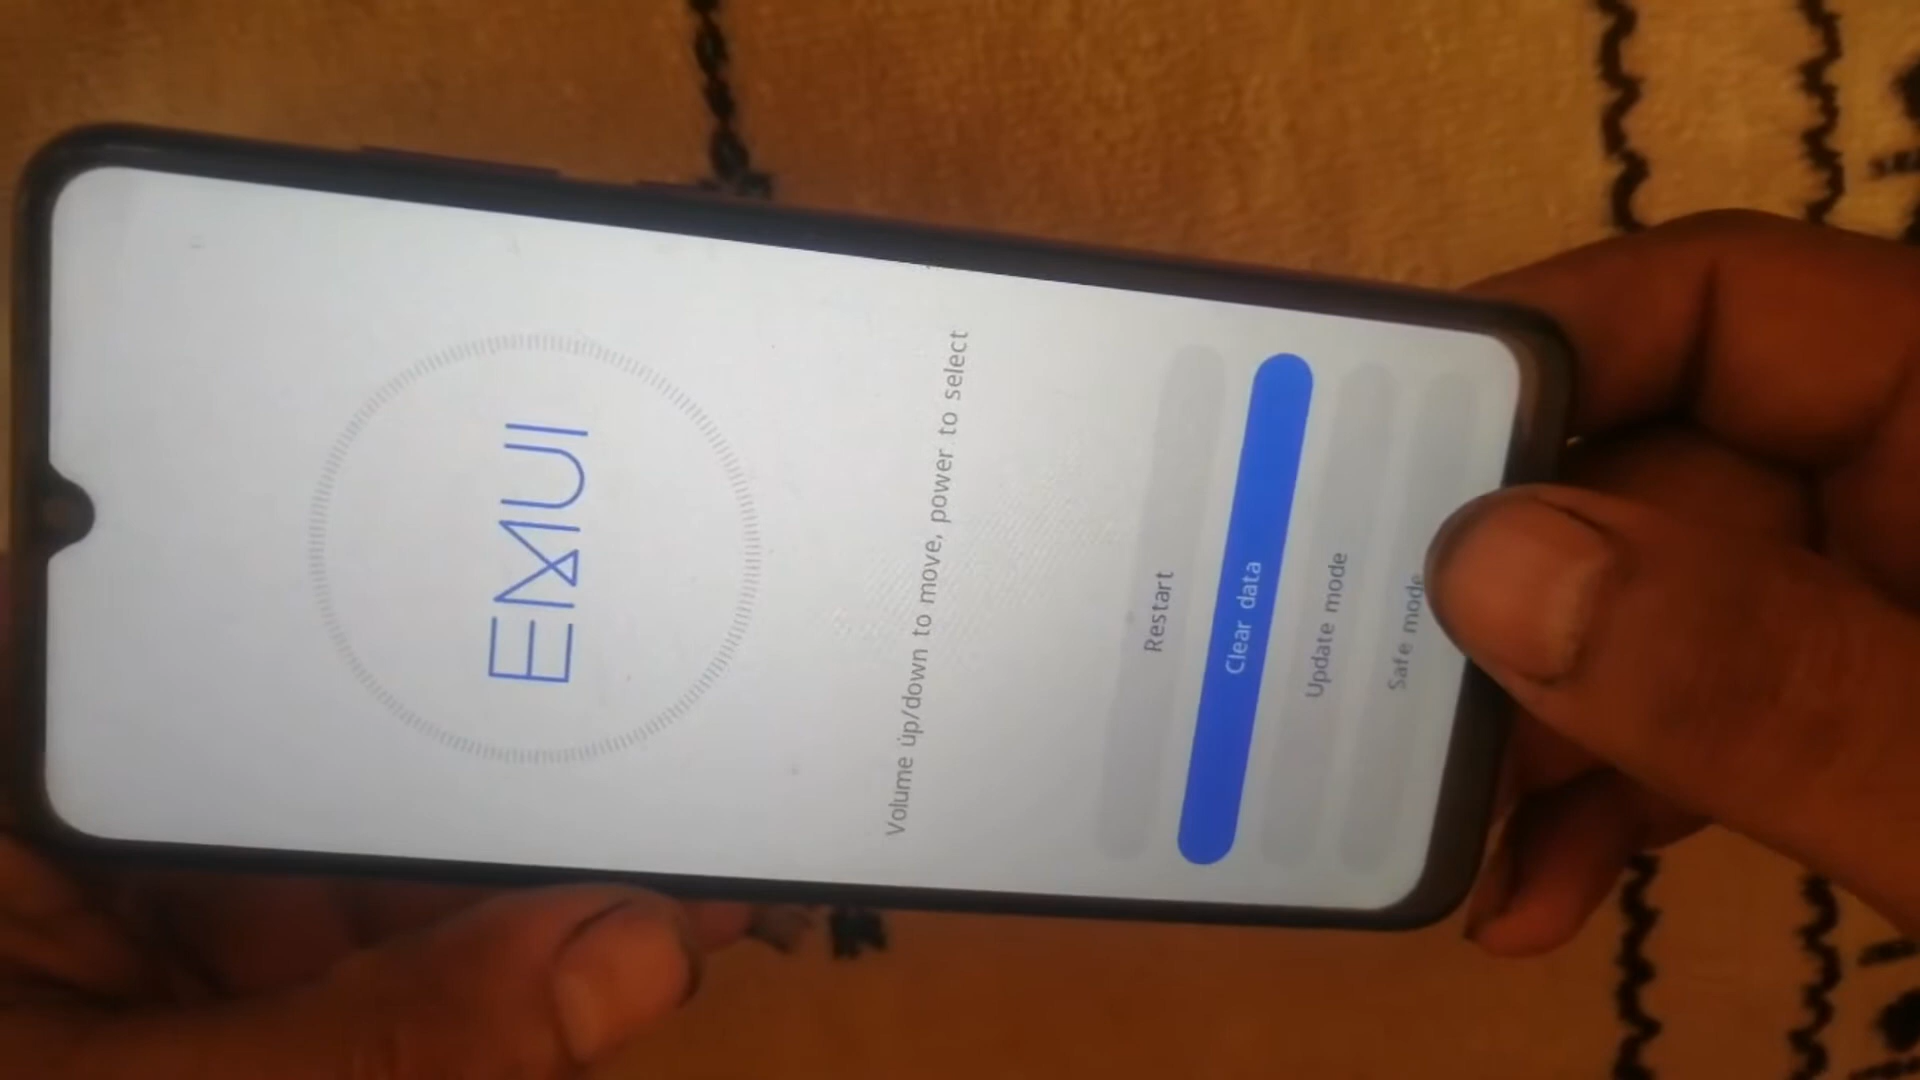 EMUI
Volume up/down to move, power to select
Restart
Clear data
Update mode
Safe mode